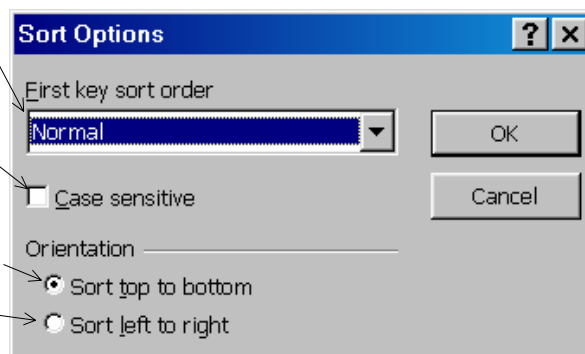 Sort Options
First key sort order
Normal
OK
Case sensitive
Cancel
Orientation
Sort top to bottom
Sort left to right